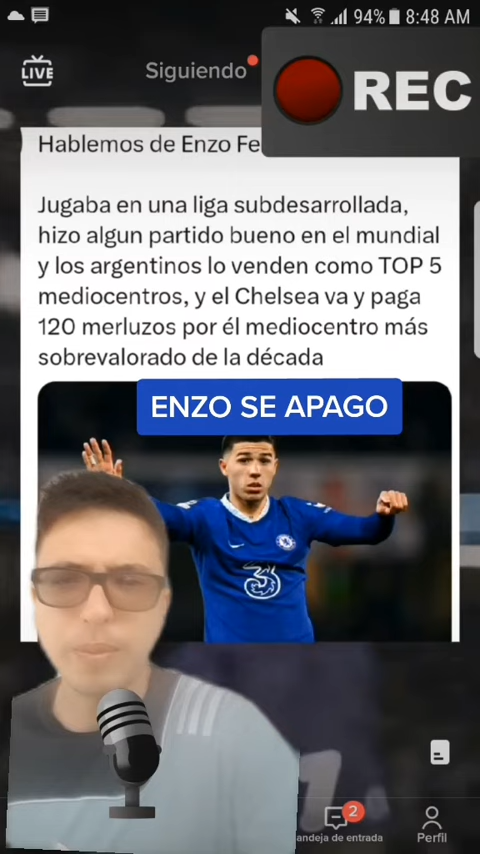 94% 8:48 AM
LIVE
Siguiendo
REC
Hablemos de Enzo Fe
Jugaba en una liga subdesarrollada,
hizo algun partido bueno en el mundial
y los argentinos lo venden como TOP 5
mediocentros, y el Chelsea va y paga
120 merluzos por él mediocentro más
sobrevalorado de la década
ENZO SE APAGO
3
2
andeja de entrada
Perfil